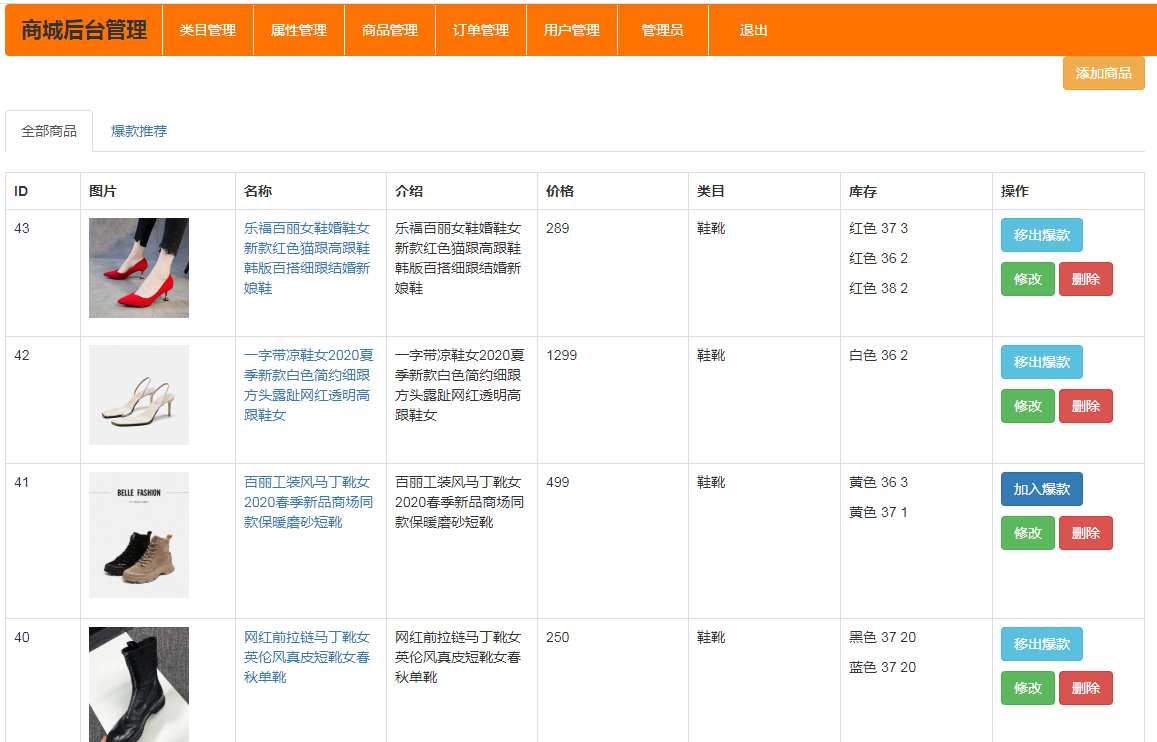 商城后台管理 类目管理 属性管理 商品管理 订单管理 用户管理 管理员 退出
添加商品
全部商品 爆款推荐
ID 图片 名称 介绍 价格 类目 库存 操作
43 乐福百丽女鞋婚鞋女 乐福百丽女鞋婚鞋女 289 鞋靴 红色 37 3 移出爆款
新款红色猫跟高跟鞋 新款红色猫跟高跟鞋 红色 36 2
韩版百搭细跟结婚新 韩版百搭细跟结婚新 修改 删除
娘鞋 娘鞋 红色 38 2
42 一字带凉鞋女2020夏 一字带凉鞋女2020夏 1299 鞋靴 白色 36 2 移出爆款
季新款白色简约细跟 季新款白色简约细跟
方头露趾网红透明高 方头露趾网红透明高 修改 删除
跟鞋女 跟鞋女
41 百丽工装风马丁靴女 百丽工装风马丁靴女 499 鞋靴 黄色 36 3 加入爆款
BELLE FASHION 2020春季新品商场同 2020春季新品商场同 黄色 37 1
款保暖磨砂短靴 款保暖磨砂短靴 修改 删除
40 网红前拉链马丁靴女 网红前拉链马丁靴女 250 鞋靴 黑色 37 20 移出爆款
英伦风真皮短靴女春 英伦风真皮短靴女春 蓝色 37 20
秋单靴 秋单靴 修改 删除